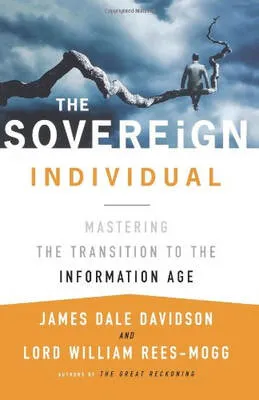 THE
SOVEREiGN
INDIVIDUAL
MASTERING
THE TRANSITION TO THE
INFORMATION AGE
JAMES DALE DAVIDSON
AND
LORD WILLIAM REES-MOGG
AUTHORS OF THE GREAT RECKONING